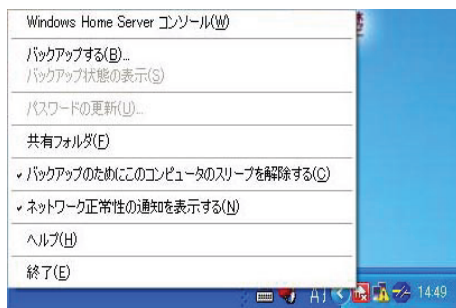 Windows Home Server コンソール(W)
バックアップする(B)...
バックアップ状態の表示(S)
パスワードの更新(U)...
共有フォルダ(F)
バックアップのためにこのコンピュータのスリープを解除する(C)
ネットワーク正常性の通知を表示する(N)
ヘルプ(H)
終了(E)
14:49